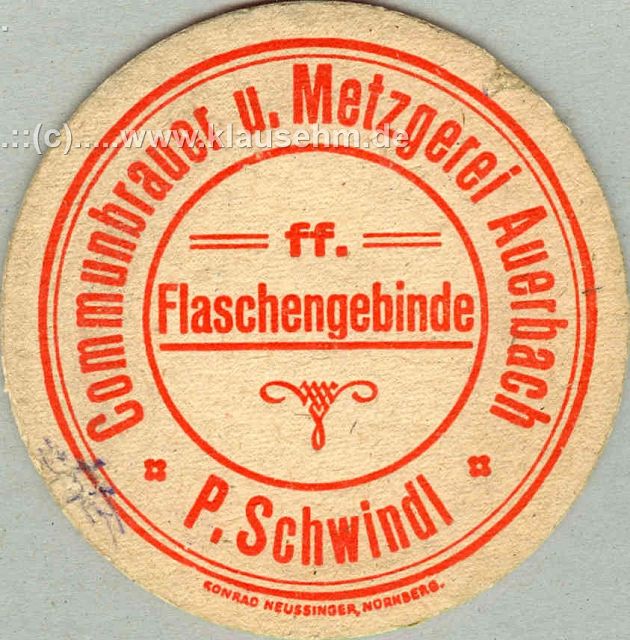 Communbrauer u. Metzgerei Auerbach
.::(c).....www.klausehm.de
ff.
Flaschengebinde
P. Schwindl
KONRAD NEUSSINGER, NÜRNBERG.